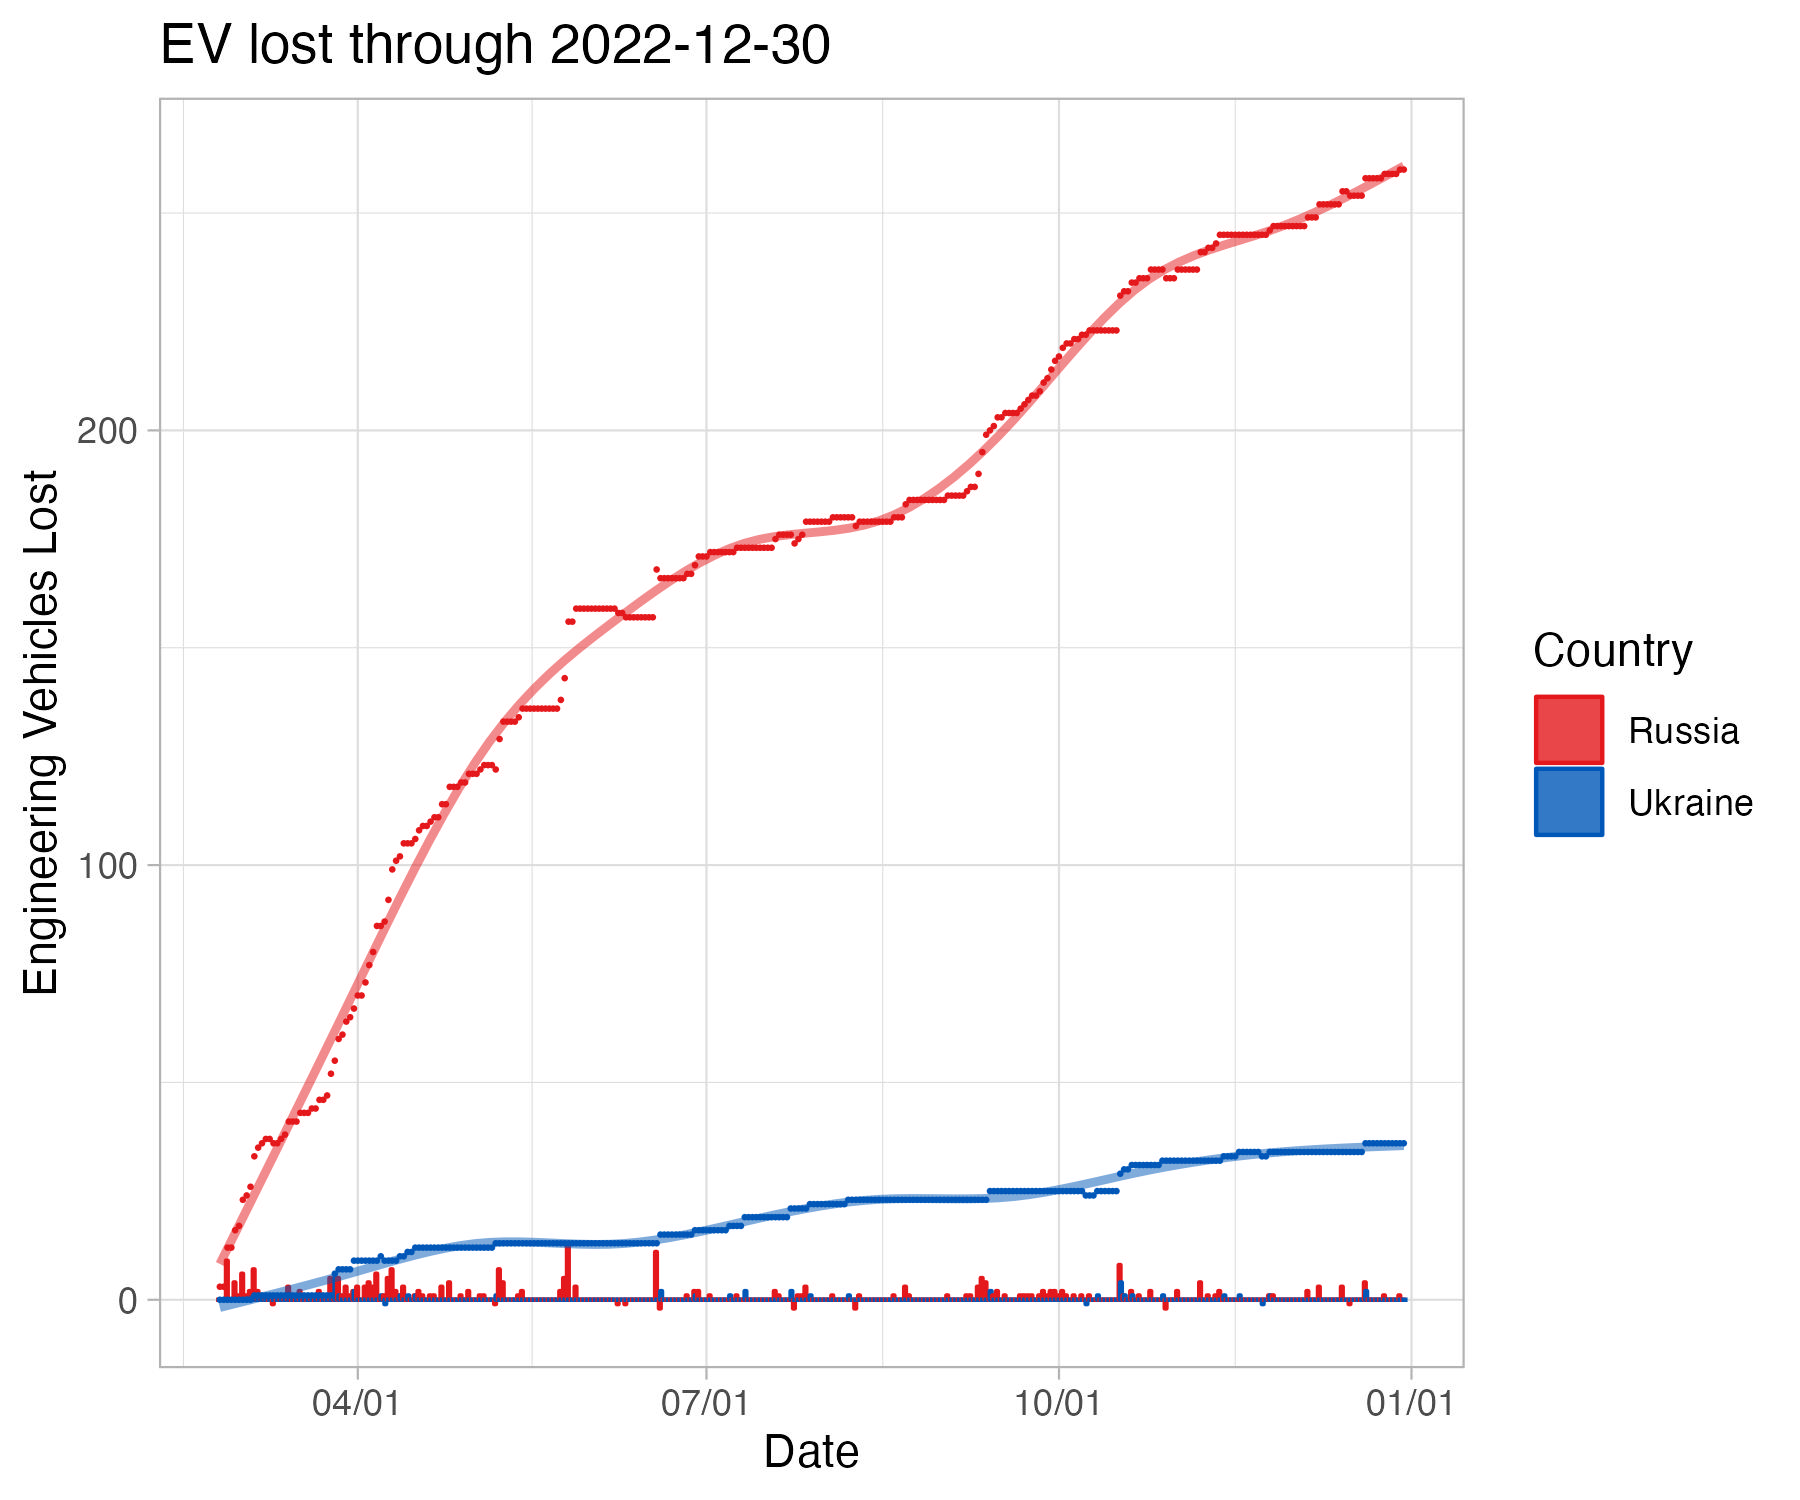 EV lost through 2022-12-30
Engineering Vehicles Lost
200
100
0
04/01
07/01
10/01
01/01
Date
Country
Russia
Ukraine